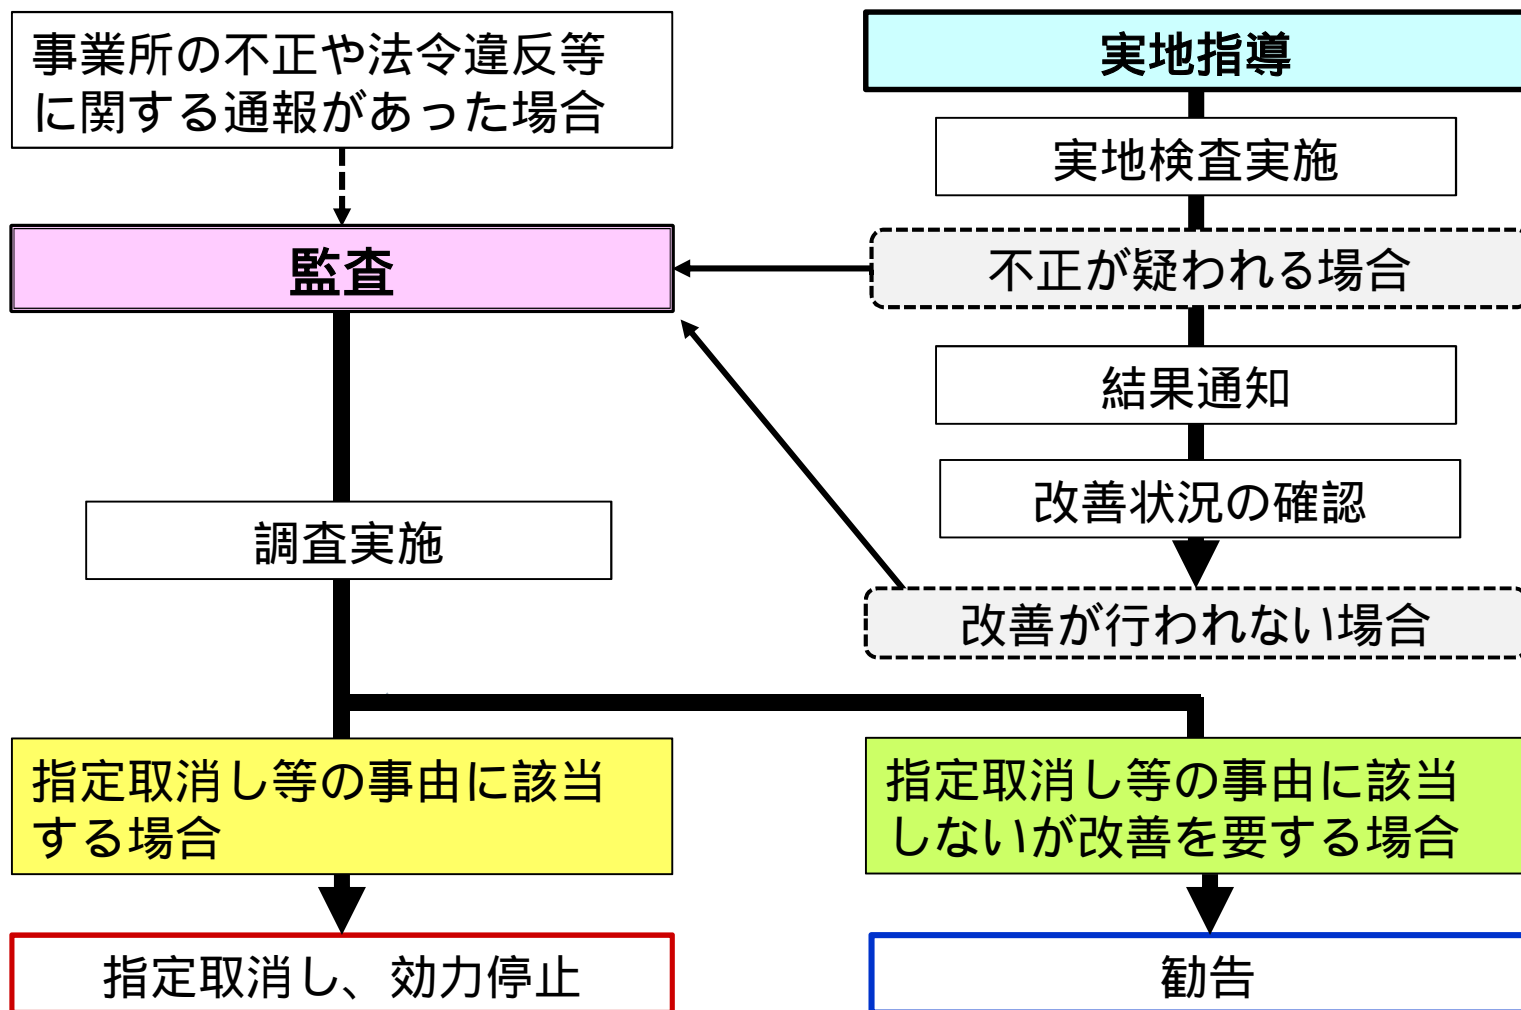 事業所の不正や法令違反等
に関する通報があった場合
実地指導
実地検査実施
監査
不正が疑われる場合
結果通知
改善状況の確認
調査実施
改善が行われない場合
指定取消し等の事由に該当
する場合
指定取消し等の事由に該当
しないが改善を要する場合
指定取消し、効力停止
勧告